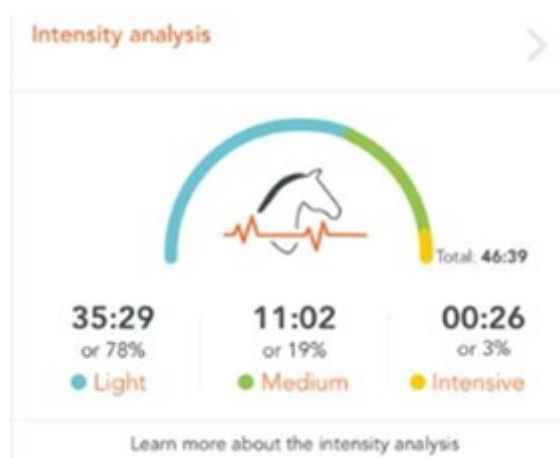 Intensity analysis
Total: 46:39
35:29 11:02 00:26
or 78% or 19% or 3%
Light Medium Intensive
Learn more about the intensity analysis